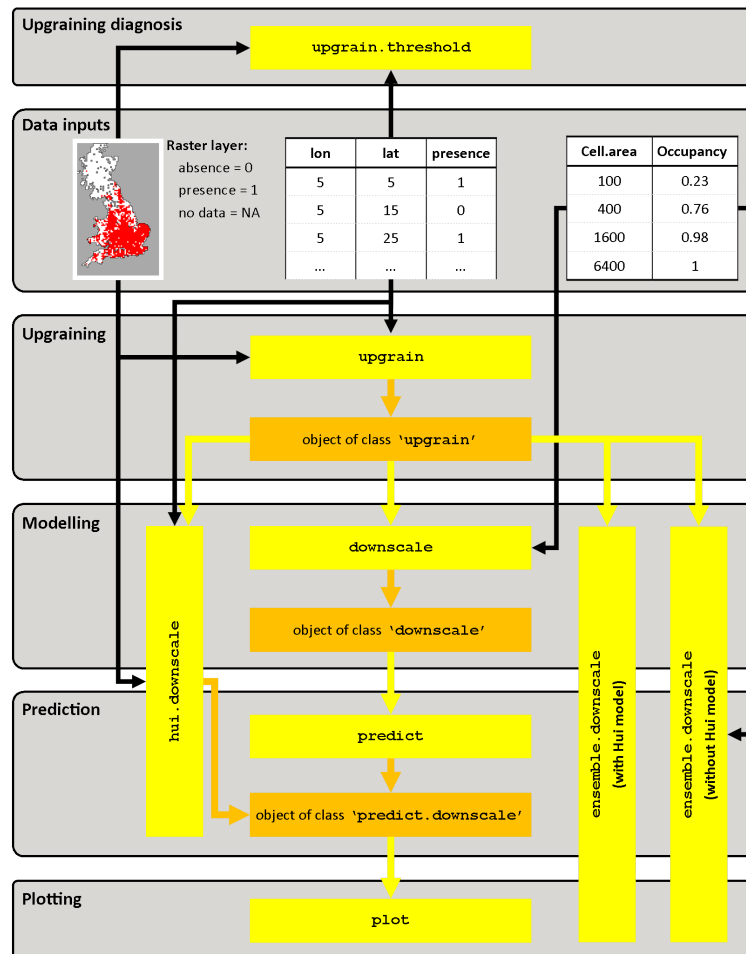 Upgraining diagnosis
upgrain.threshold
Data inputs
Raster layer:
absence = 0
presence = 1
no data = NA
lon lat presence
5 5 1
5 15 0
5 25 1
... ... ...
Cell.area Occupancy
100 0.23
400 0.76
1600 0.98
6400 1
Upgraining
upgrain
object of class ‘upgrain’
Modelling
downscale
object of class ‘downscale’
hui.downscale
ensemble.downscale
(with Hui model)
ensemble.downscale
(without Hui model)
Prediction
predict
object of class ‘predict.downscale’
Plotting
plot